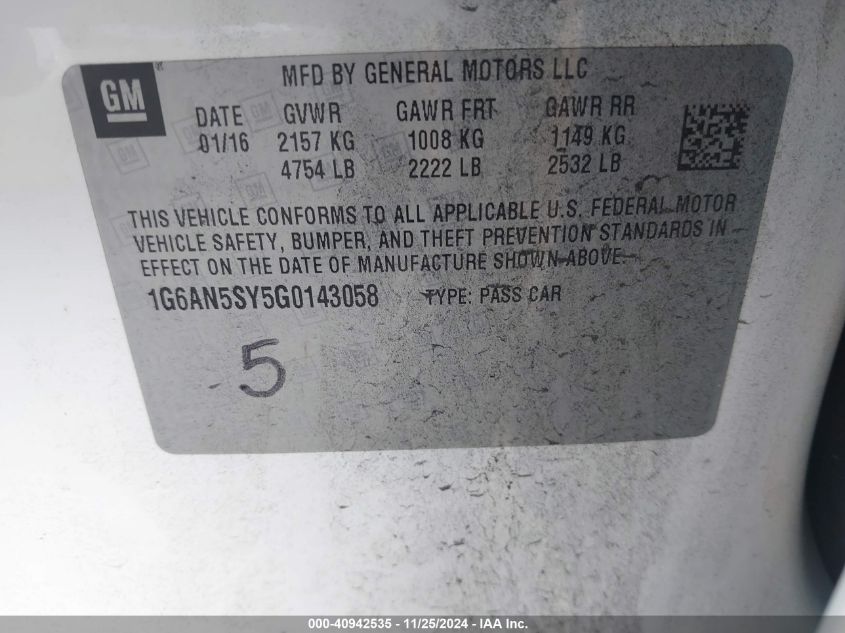 GM
MFD BY GENERAL MOTORS LLC
DATE GVWR GAWR FRT GAWR RR
01/16 2157 KG 1008 KG 1149 KG
4754 LB 2222 LB 2532 LB
THIS VEHICLE CONFORMS TO ALL APPLICABLE U.S. FEDERAL MOTOR
VEHICLE SAFETY, BUMPER, AND THEFT PREVENTION STANDARDS IN
EFFECT ON THE DATE OF MANUFACTURE SHOWN ABOVE.
1G6AN5SY5G0143058 TYPE: PASS CAR
5
000-40942535 - 11/25/2024 - IAA Inc.